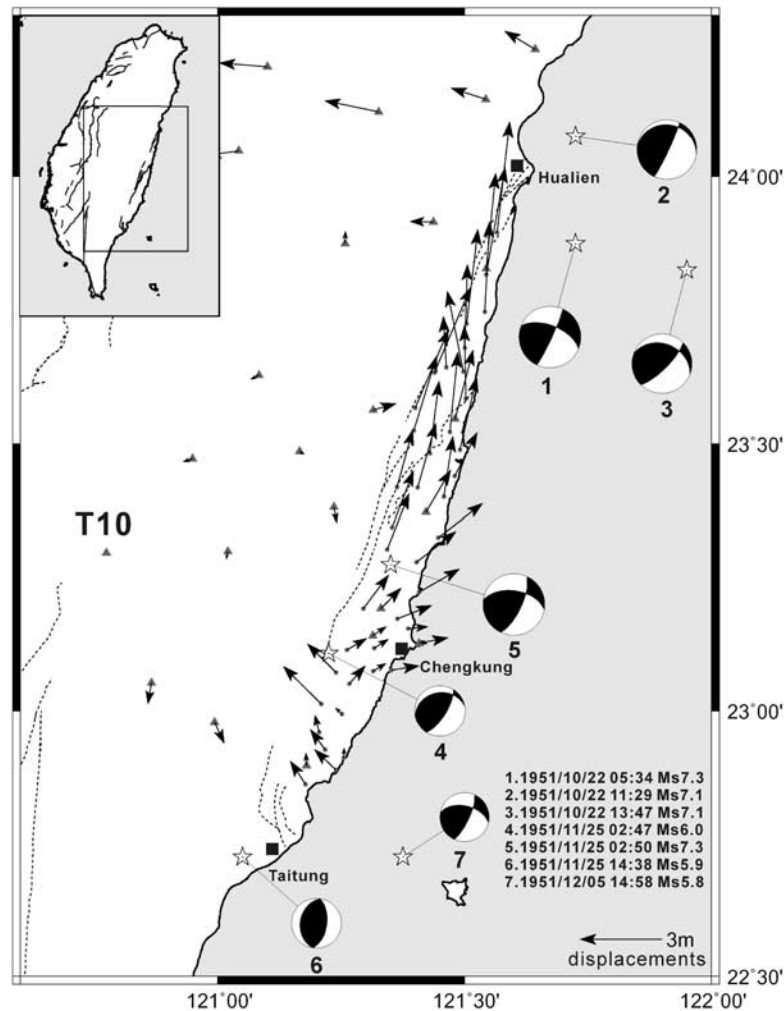 Hualien
24°00'
2
1
3
23°30'
T10
5
Chengkung
23°00'
4
1.1951/10/22 05:34 Ms7.3
2.1951/10/22 11:29 Ms7.1
3.1951/10/22 13:47 Ms7.1
4.1951/11/25 02:47 Ms6.0
5.1951/11/25 02:50 Ms7.3
6.1951/11/25 14:38 Ms5.9
7.1951/12/05 14:58 Ms5.8
7
Taitung
6
3m
displacements
22°30'
121°00'
121°30'
122°00'